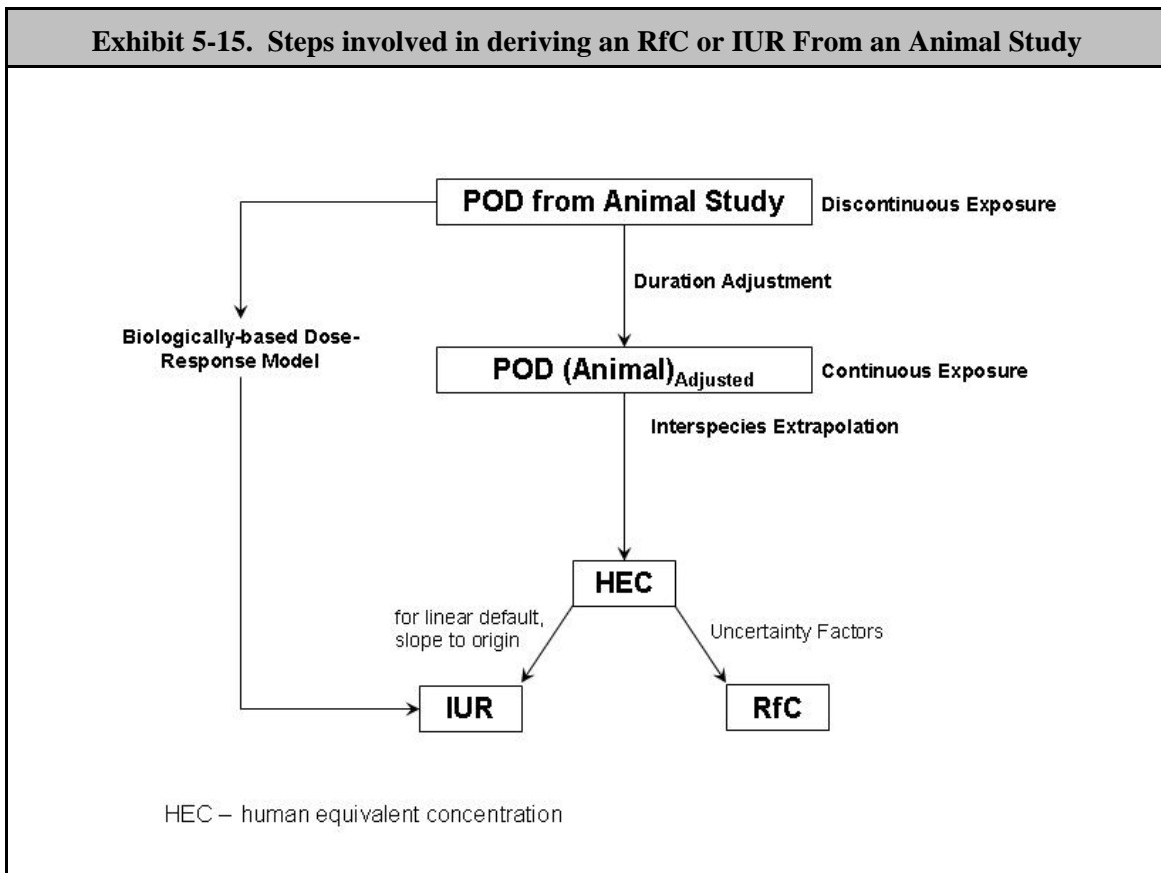 Exhibit 5-15. Steps involved in deriving an RfC or IUR From an Animal Study
POD from Animal Study
Discontinuous Exposure
Duration Adjustment
Biologically-based Dose-
Response Model
POD (Animal)Adjusted
Continuous Exposure
Interspecies Extrapolation
HEC
for linear default,
slope to origin
Uncertainty Factors
IUR
RfC
HEC – human equivalent concentration